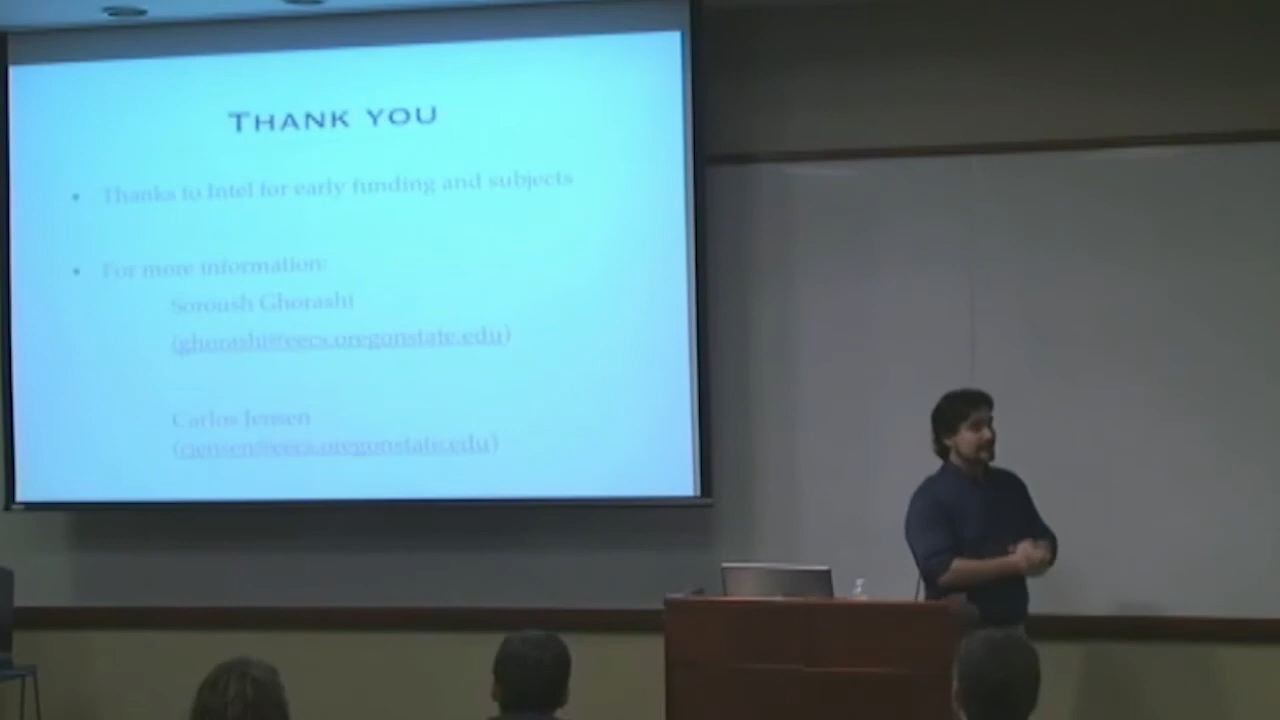 THANK YOU
• Thanks to Intel for early funding and subjects
• For more information:
Soroush Ghorashi
(ghorashi@eecs.oregonstate.edu)
Carlos Jensen
(cjensen@eecs.oregonstate.edu)